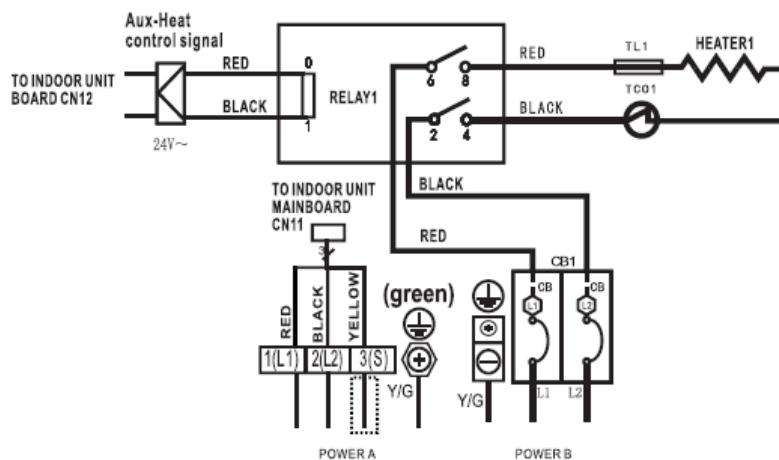 Aux-Heat
control signal
TO INDOOR UNIT
BOARD CN12
RED
BLACK
24V~
0
1
RELAY1
6
8
2
4
RED
TL1
HEATER1
BLACK
TCO1
BLACK
RED
TO INDOOR UNIT
MAINBOARD
CN11
3
RED
BLACK
YELLOW
(green)
CB1
CB
CB
L1
L2
1(L1)
2(L2)
3(S)
Y/G
Y/G
L1
L2
POWER A
POWER B